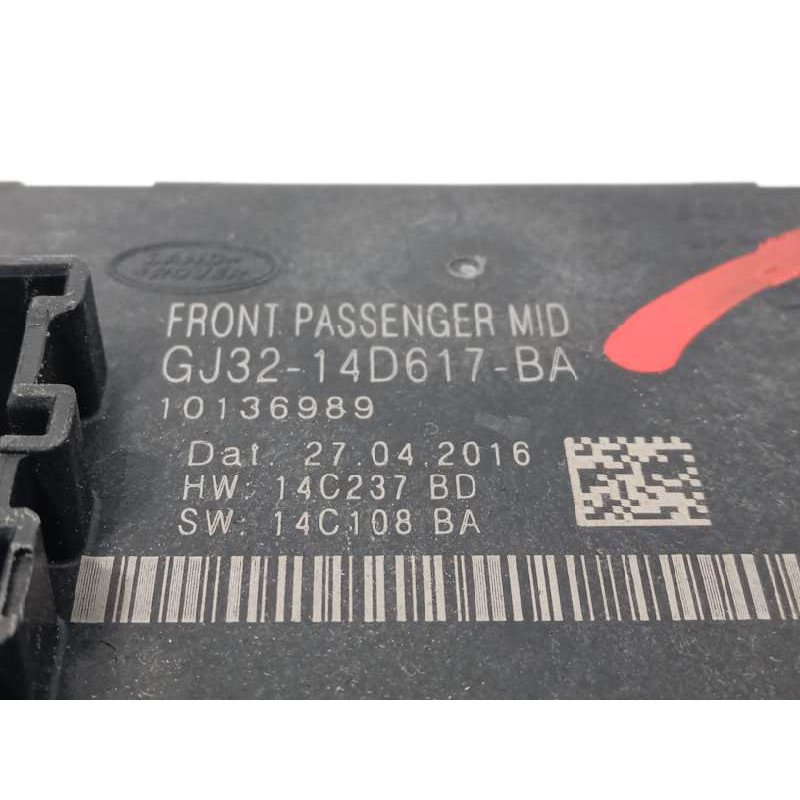 LAND-
ROVER
FRONT PASSENGER MID
GJ32-14D617-BA
10136989
Dat. 27.04.2016
HW: 14C237 BD
SW: 14C108 BA